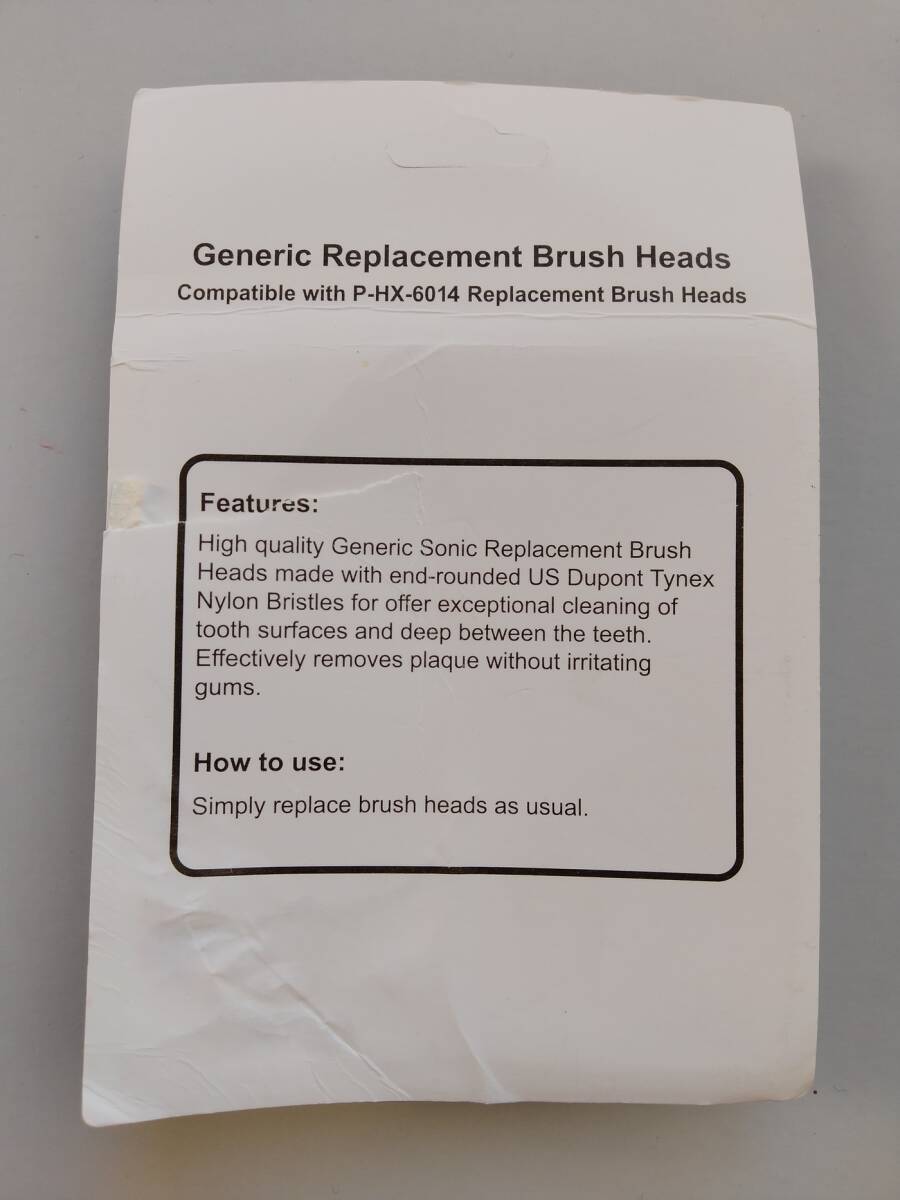 Generic Replacement Brush Heads
Compatible with P-HX-6014 Replacement Brush Heads
Features:
High quality Generic Sonic Replacement Brush
Heads made with end-rounded US Dupont Tynex
Nylon Bristles for offer exceptional cleaning of
tooth surfaces and deep between the teeth.
Effectively removes plaque without irritating
gums.
How to use:
Simply replace brush heads as usual.